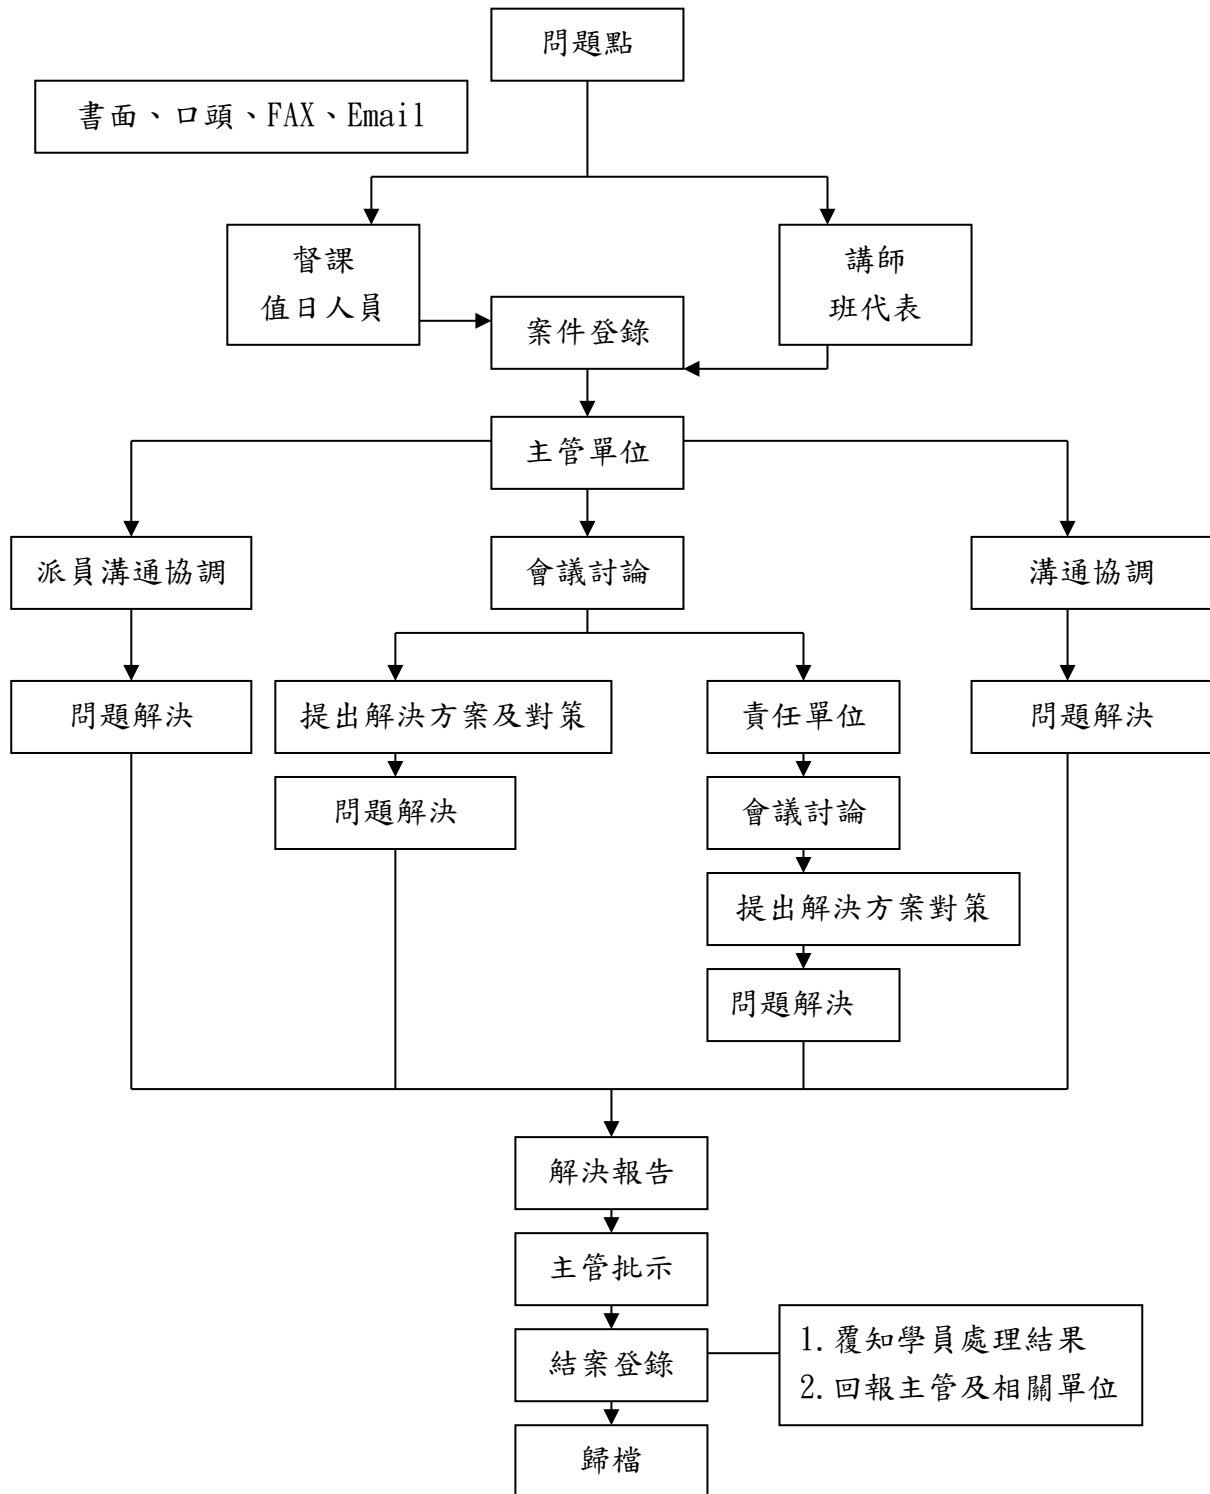 問題點
書面、口頭、FAX、Email
督課
值日人員
講師
班代表
案件登錄
主管單位
派員溝通協調
會議討論
溝通協調
問題解決
提出解決方案及對策
責任單位
問題解決
問題解決
會議討論
提出解決方案對策
問題解決
解決報告
主管批示
結案登錄
1.覆知學員處理結果
2.回報主管及相關單位
歸檔